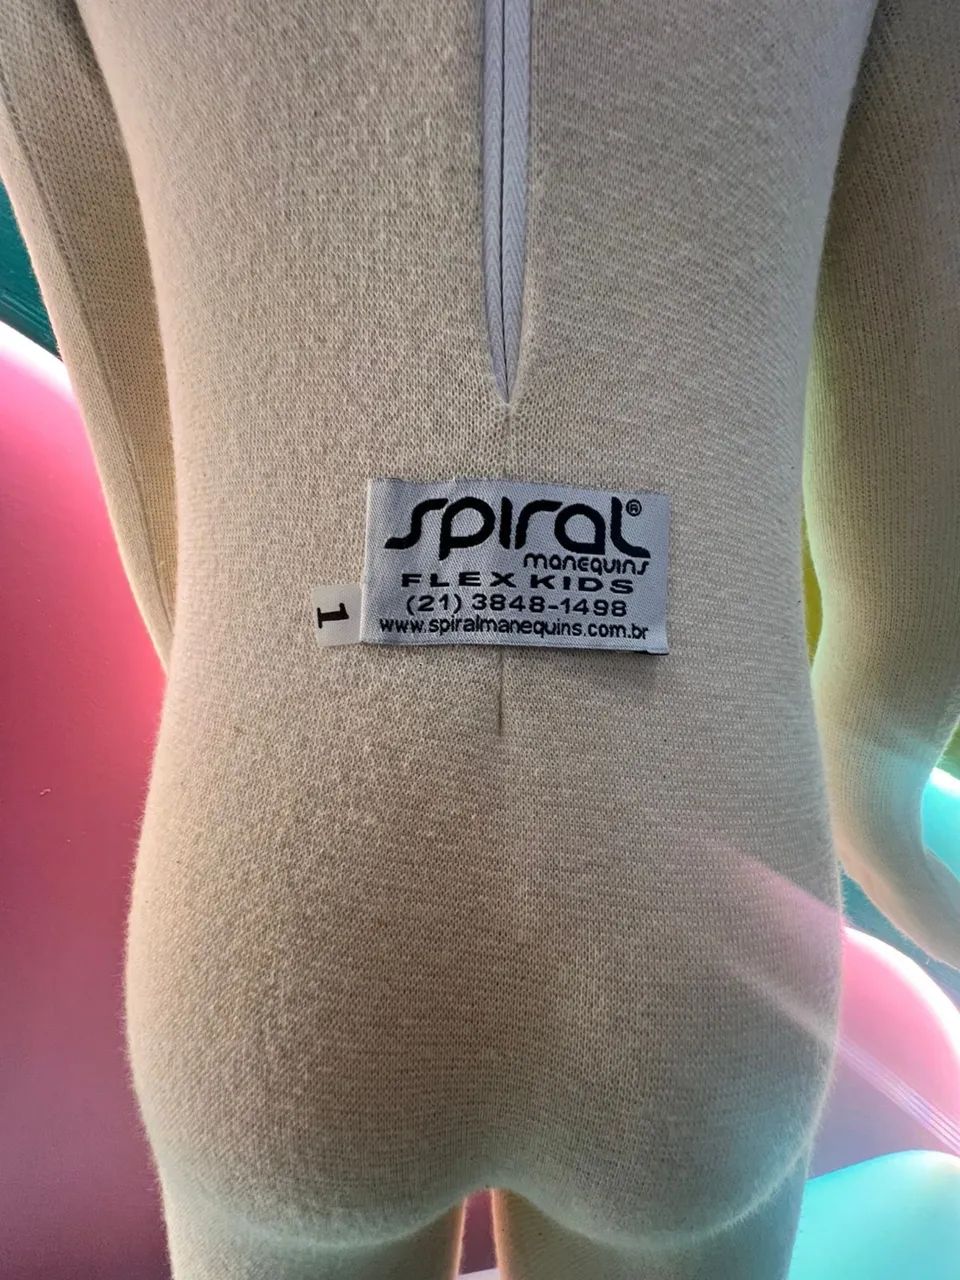 spiral®
manequins
FLEX KIDS
(21) 3848-1498
www.spiralmanequins.com.br
1